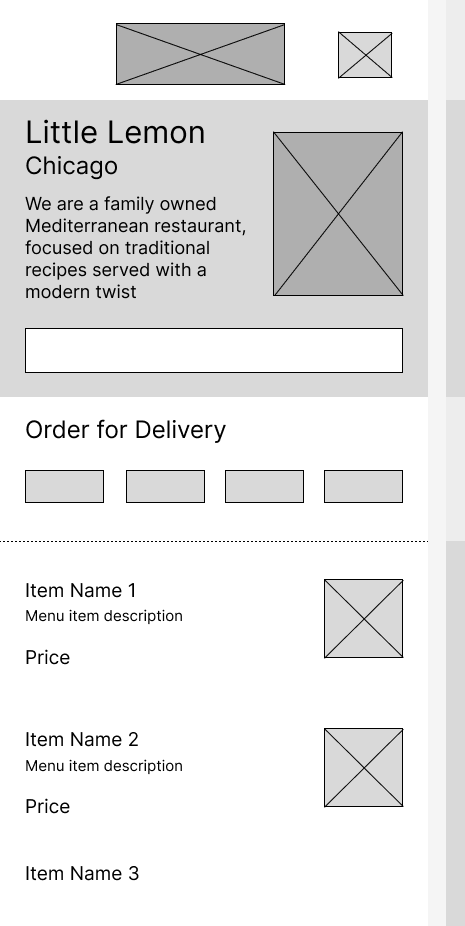 Little Lemon
Chicago
We are a family owned
Mediterranean restaurant,
focused on traditional
recipes served with a
modern twist
Order for Delivery
Item Name 1
Menu item description
Price
Item Name 2
Menu item description
Price
Item Name 3